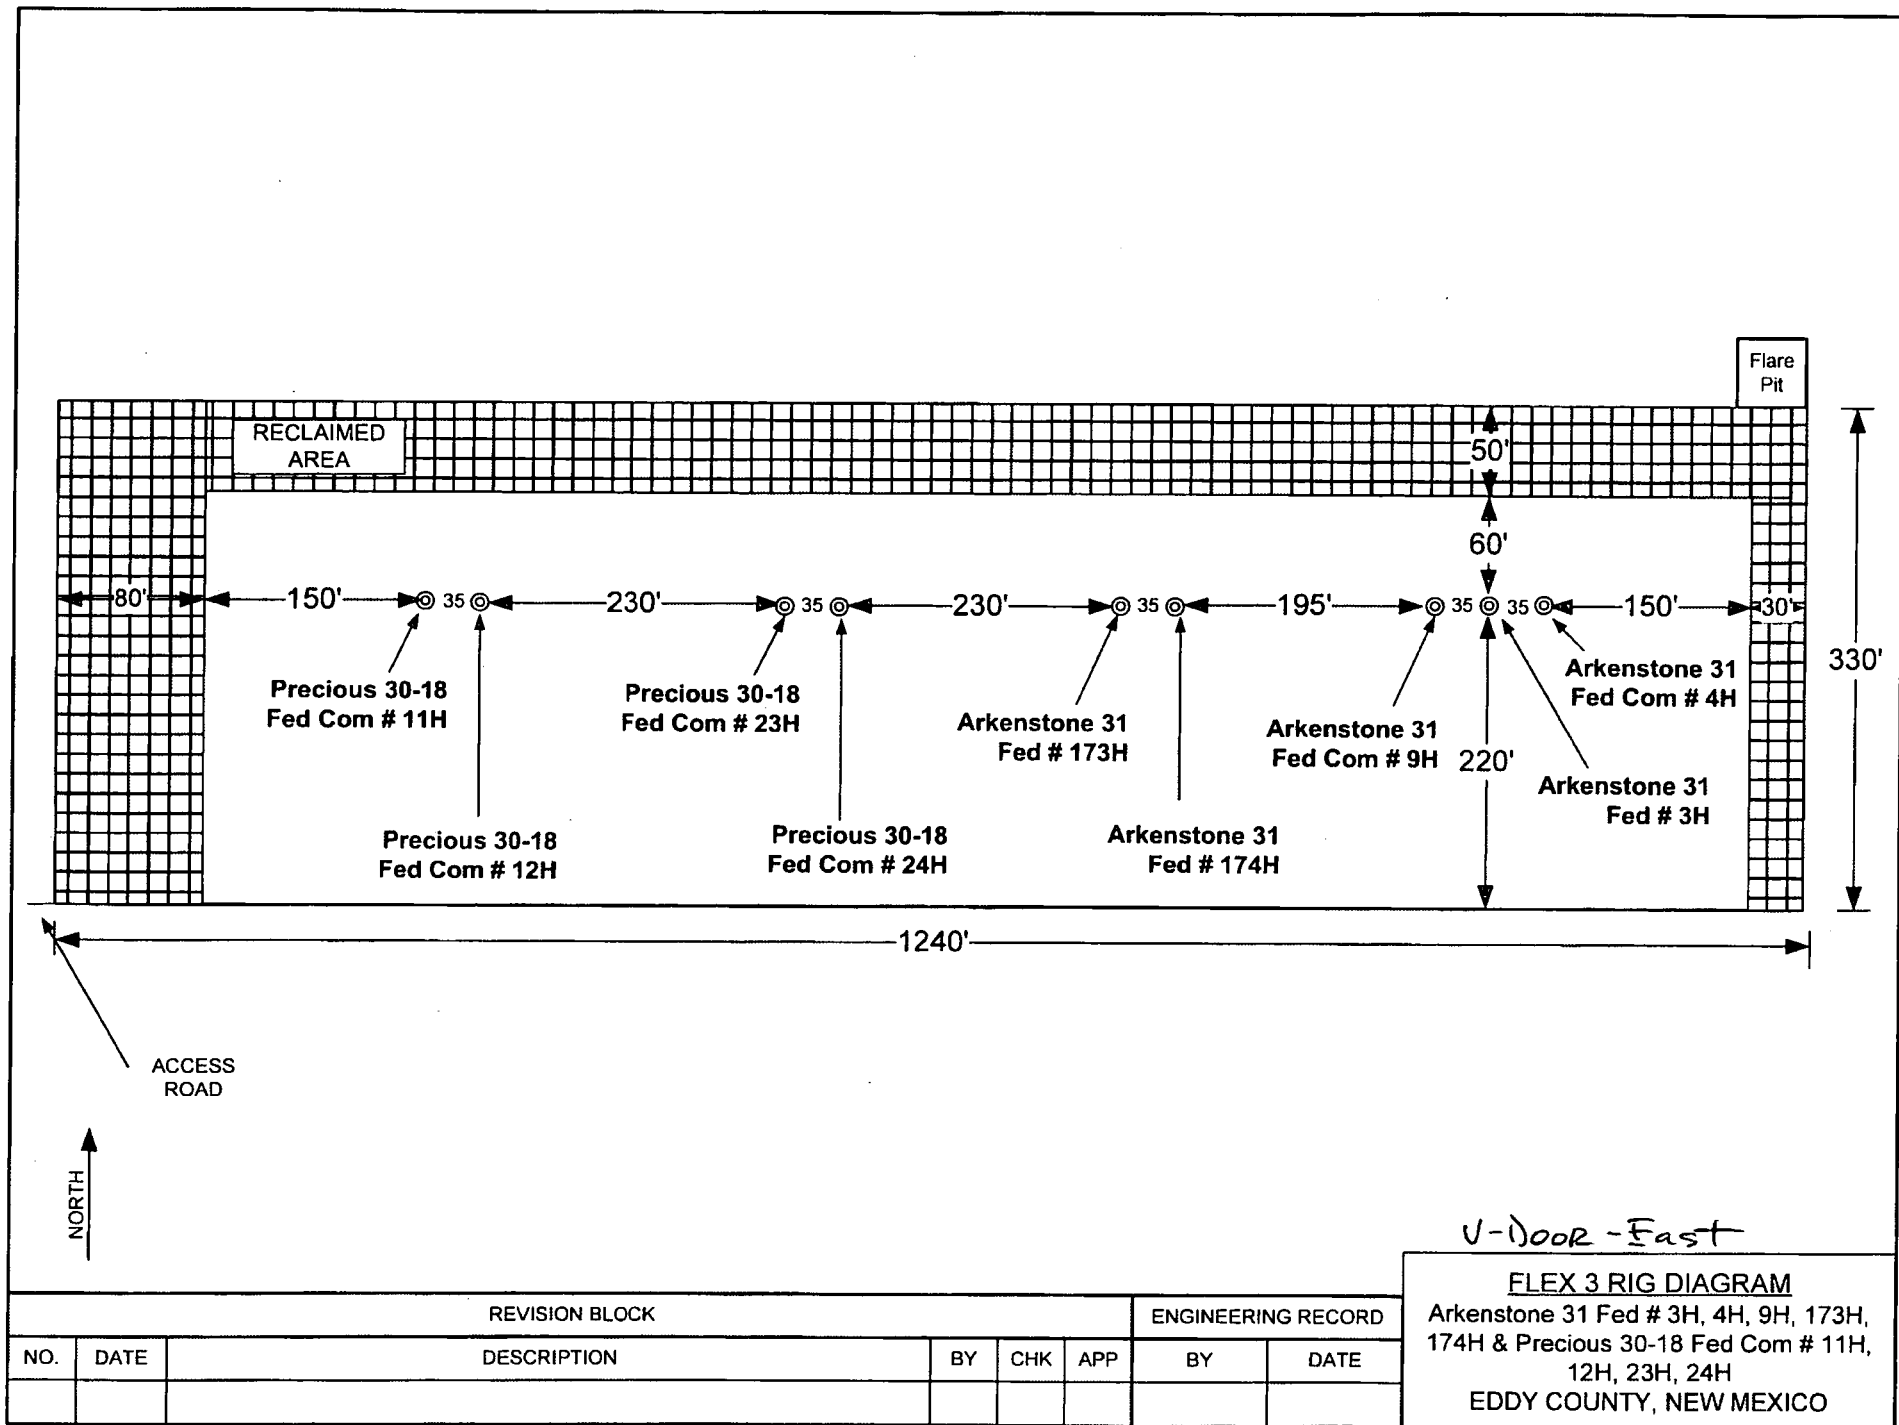 Flare
Pit
RECLAIMED
AREA
50'
60'
80'
150'
35
230'
35
230'
35
195'
35
35
150'
30'
330'
Precious 30-18
Fed Com # 11H
Precious 30-18
Fed Com # 23H
Arkenstone 31
Fed # 173H
Arkenstone 31
Fed Com # 9H
220'
Arkenstone 31
Fed Com # 4H
Arkenstone 31
Fed # 3H
Precious 30-18
Fed Com # 12H
Precious 30-18
Fed Com # 24H
Arkenstone 31
Fed # 174H
1240'
ACCESS
ROAD
NORTH
V-DOOR - East
FLEX 3 RIG DIAGRAM
Arkenstone 31 Fed # 3H, 4H, 9H, 173H,
174H & Precious 30-18 Fed Com # 11H,
12H, 23H, 24H
EDDY COUNTY, NEW MEXICO
REVISION BLOCK
ENGINEERING RECORD
NO. DATE DESCRIPTION BY CHK APP BY DATE